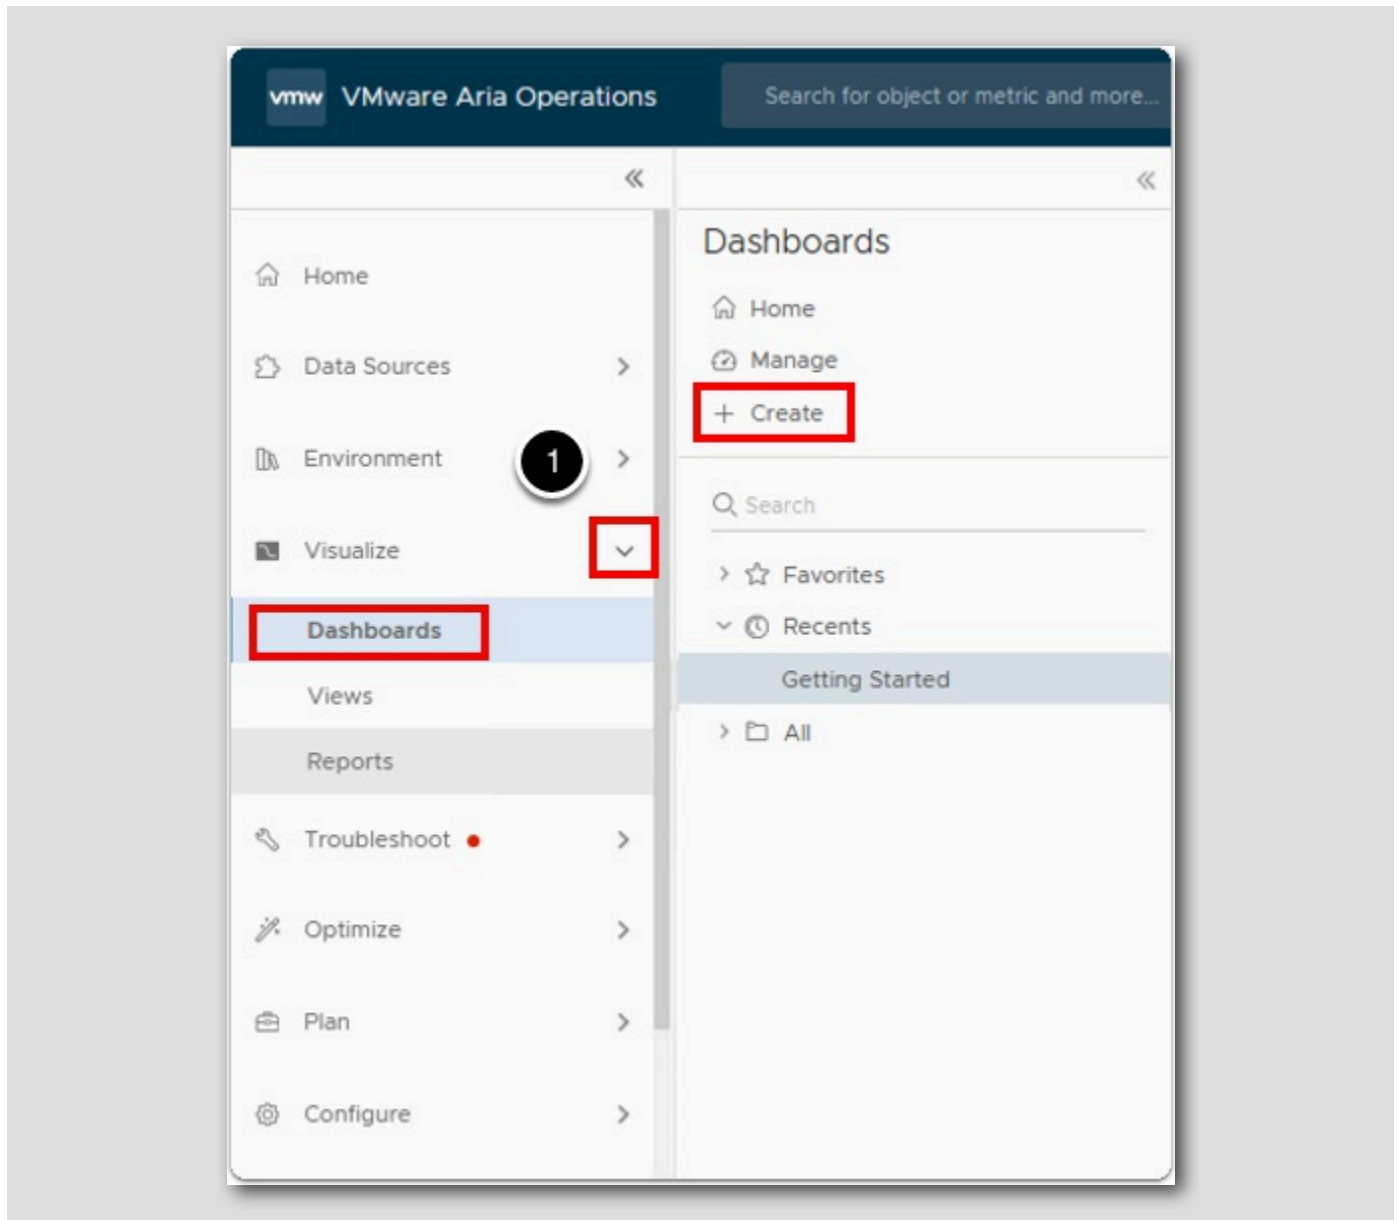 vmw VMware Aria Operations
Search for object or metric and more...
Home
Data Sources
Environment
1
Visualize
Dashboards
Views
Reports
Troubleshoot
Optimize
Plan
Configure
Dashboards
Home
Manage
+ Create
Search
Favorites
Recents
Getting Started
All